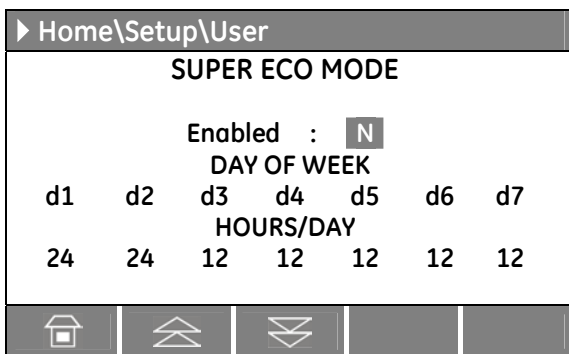 Home\Setup\User
SUPER ECO MODE
Enabled : N
DAY OF WEEK
d1 d2 d3 d4 d5 d6 d7
HOURS/DAY
24 24 12 12 12 12 12